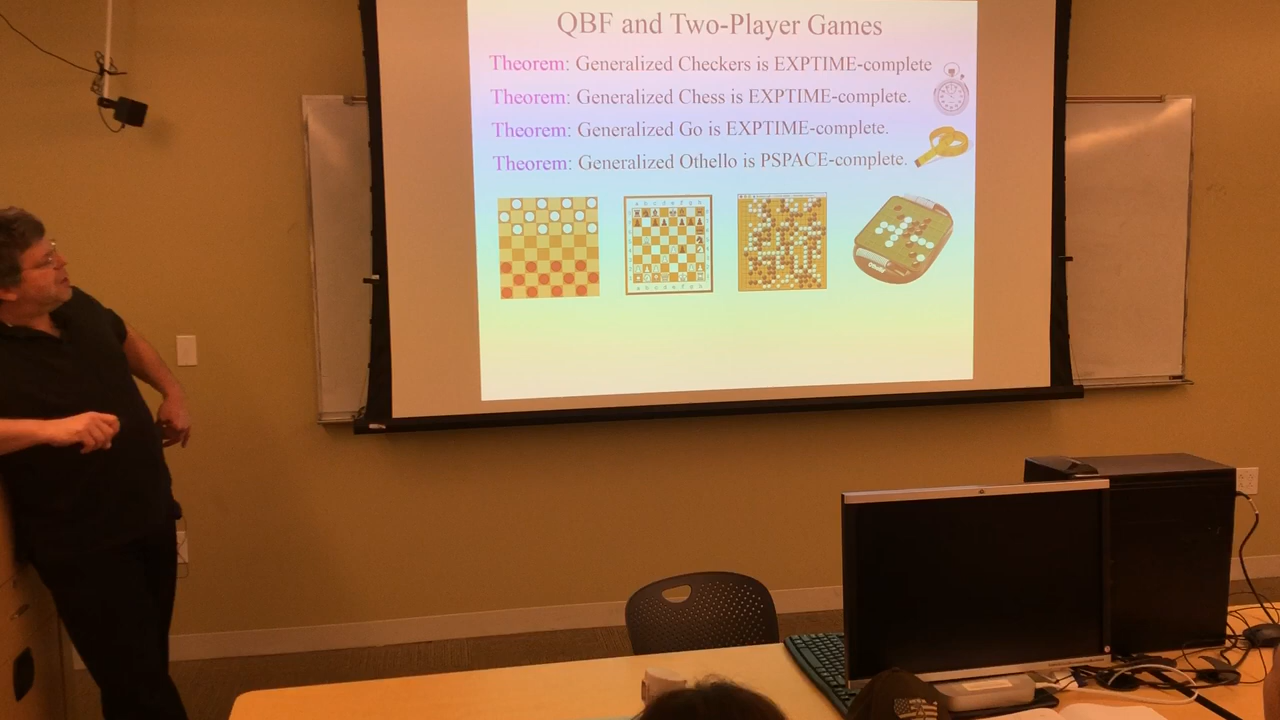 QBF and Two-Player Games
Theorem: Generalized Checkers is EXPTIME-complete
Theorem: Generalized Chess is EXPTIME-complete.
Theorem: Generalized Go is EXPTIME-complete.
Theorem: Generalized Othello is PSPACE-complete.
Othello